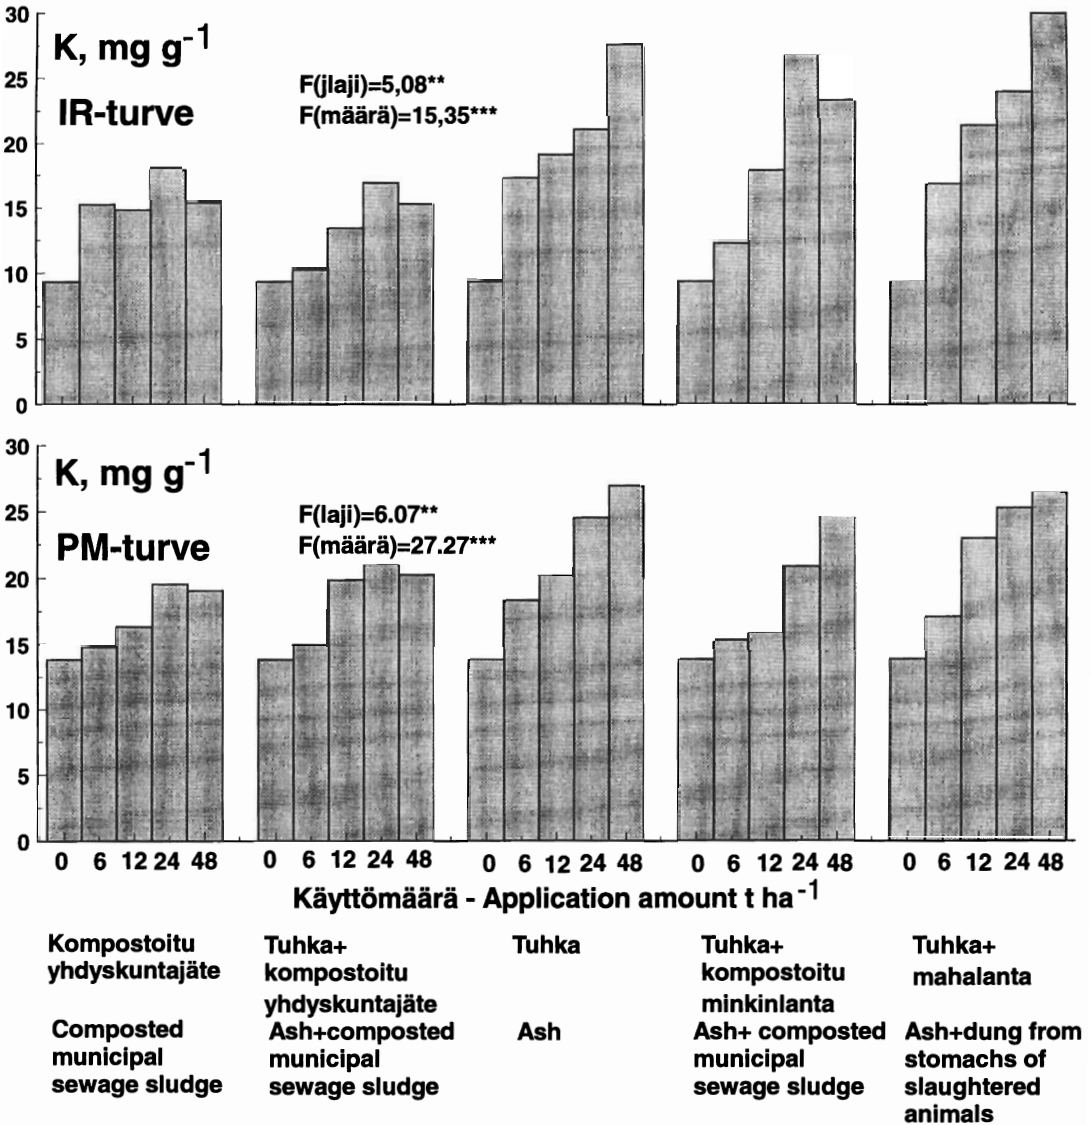 30
25
20
15
10
5
0
K, mg g-1
IR-turve
F(jlaji)=5,08**
F(määrä)=15,35***
30
25
20
15
10
5
0
K, mg g-1
PM-turve
F(laji)=6.07**
F(määrä)=27.27***
0 6 12 24 48 0 6 12 24 48 0 6 12 24 48 0 6 12 24 48 0 6 12 24 48
Käyttömäärä - Application amount t ha-1
Kompostoitu
yhdyskuntajäte
Tuhka+
kompostoitu
yhdyskuntajäte
Tuhka
Tuhka+
kompostoitu
minkinlanta
Tuhka+
mahalanta
Composted
municipal
sewage sludge
Ash+composted
municipal
sewage sludge
Ash
Ash+ composted
municipal
sewage sludge
Ash+dung from
stomachs of
slaughtered
animals